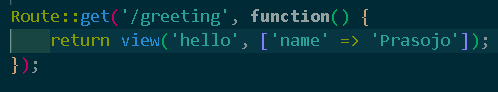 Route::get('/greeting', function() {
    return view('hello', ['name' => 'Prasojo']);
});